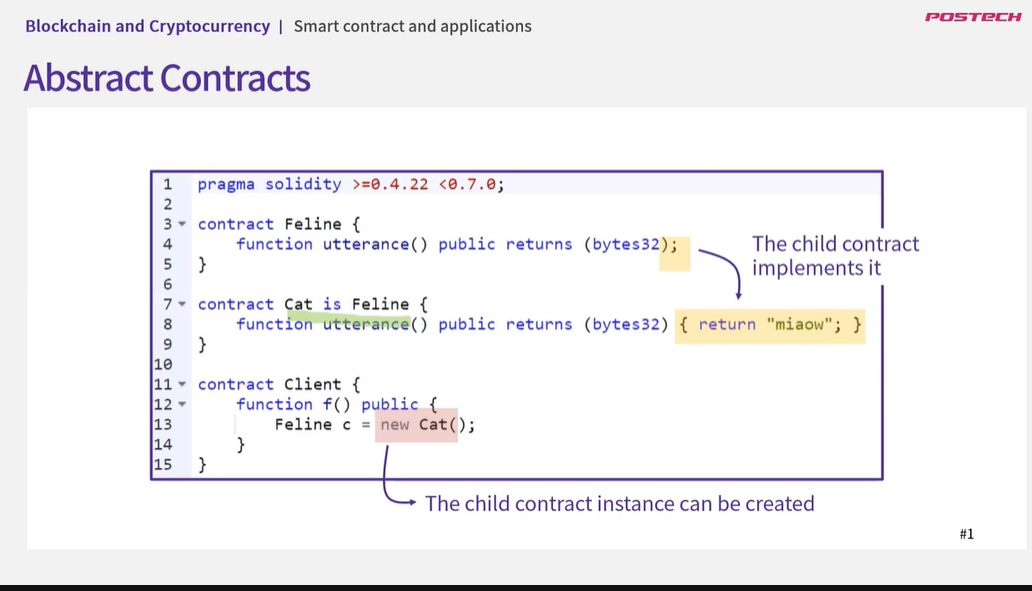 Blockchain and Cryptocurrency | Smart contract and applications
POSTECH
Abstract Contracts
1 pragma solidity >=0.4.22 <0.7.0;
2
3 contract Feline {
4 function utterance() public returns (bytes32);
5 }
6
7 contract Cat is Feline {
8 function utterance() public returns (bytes32) { return "miaow"; }
9 }
10
11 contract Client {
12 function f() public {
13 Feline c = new Cat();
14 }
15 }
The child contract
implements it
The child contract instance can be created
#1